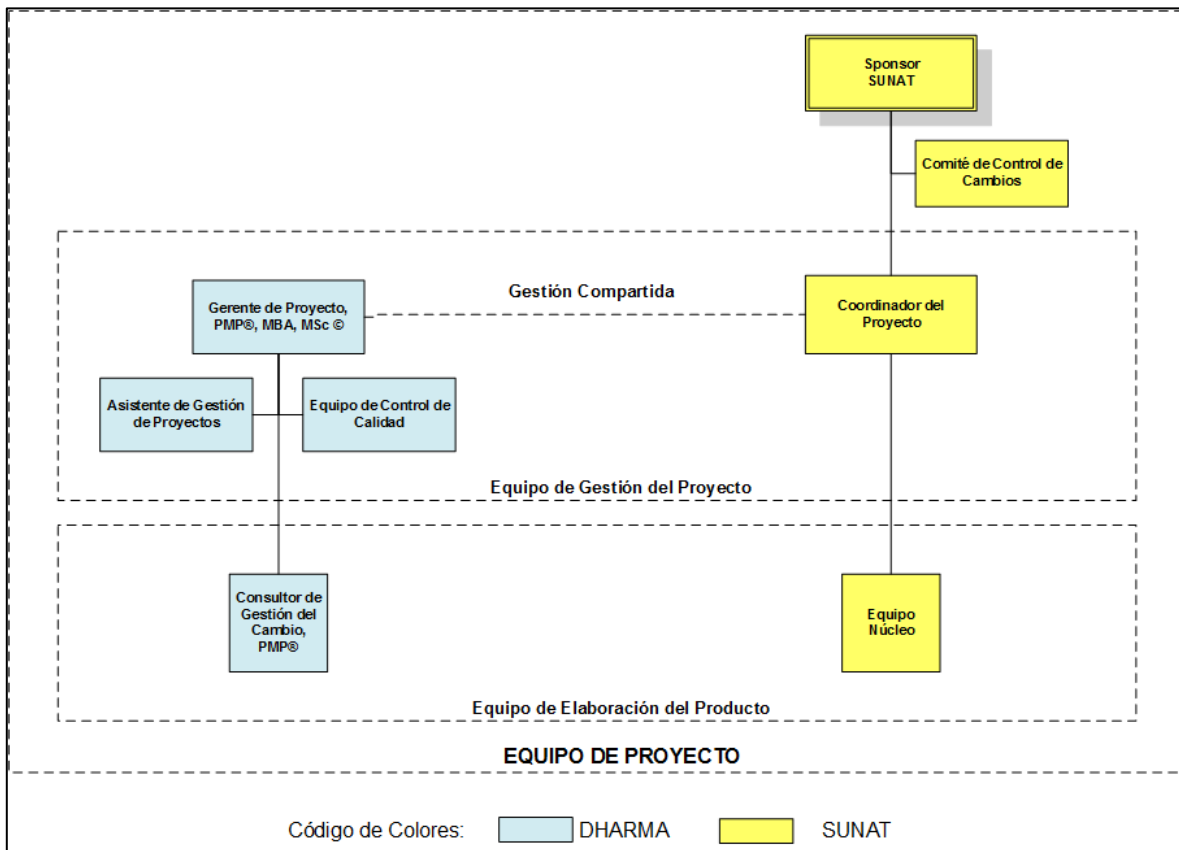 Sponsor
SUNAT
Comité de Control de
Cambios
Gerente de Proyecto,
PMP®, MBA, MSc ©
Gestión Compartida
Coordinador del
Proyecto
Asistente de Gestión
de Proyectos
Equipo de Control de
Calidad
Equipo de Gestión del Proyecto
Consultor de
Gestión del
Cambio,
PMP®
Equipo
Núcleo
Equipo de Elaboración del Producto
EQUIPO DE PROYECTO
Código de Colores:
DHARMA
SUNAT